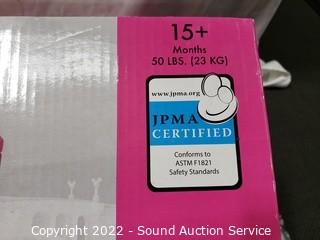 15+
Months
50 LBS. (23 KG)
www.jpma.org
JPMA
CERTIFIED
Conforms to
ASTM F1821
Safety Standards
Copyright 2022 - Sound Auction Service